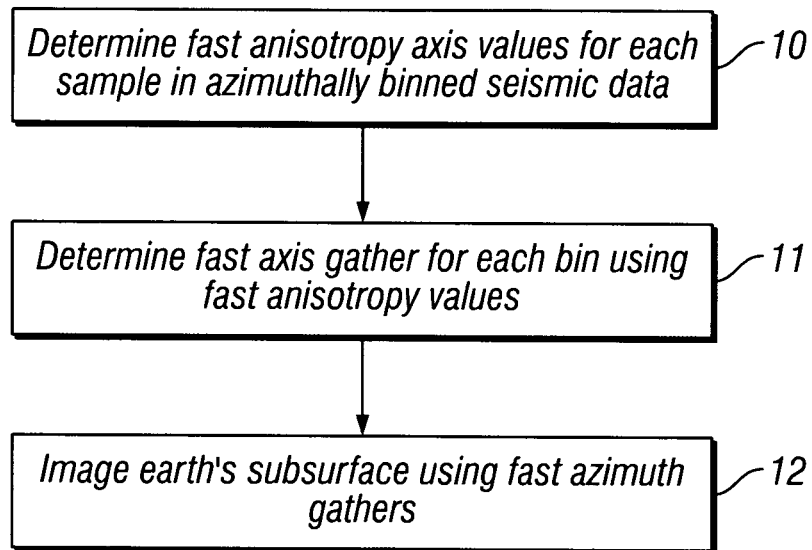 Determine fast anisotropy axis values for each
sample in azimuthally binned seismic data
10
Determine fast axis gather for each bin using
fast anisotropy values
11
Image earth's subsurface using fast azimuth
gathers
12